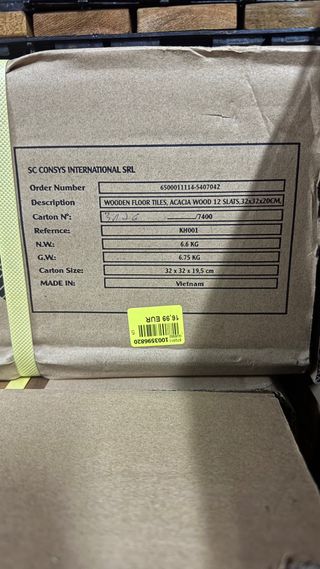 SC CONSYS INTERNATIONAL SRL
Order Number 6500011114-5407042
Description WOODEN FLOOR TILES, ACACIA WOOD 12 SLATS,32x32x20CM,
Carton Nº: /7400
Refernce: KH001
N.W.: 6.6 KG
G.W.: 6.75 KG
Carton Size: 32 x 32 x 19,5 cm
MADE IN: Vietnam
1003596820
16,99 EUR